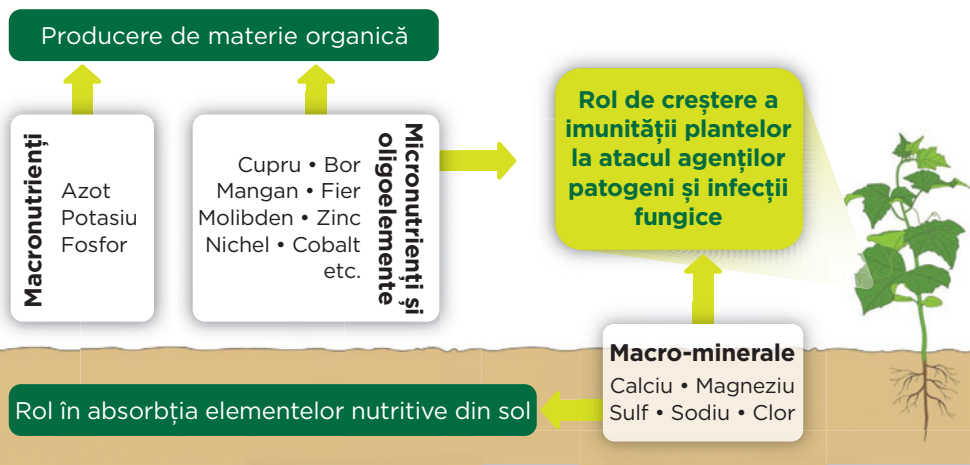 Producere de materie organică
Macronutrienți
Azot
Potasiu
Fosfor
Cupru • Bor
Mangan • Fier
Molibden • Zinc
Nichel • Cobalt
etc.
Micronutrienți și
oligoelemente
Rol de creștere a
imunității plantelor
la atacul agenților
patogeni și infecții
fungice
Macro-minerale
Calciu • Magneziu
Sulf • Sodiu • Clor
Rol în absorbția elementelor nutritive din sol